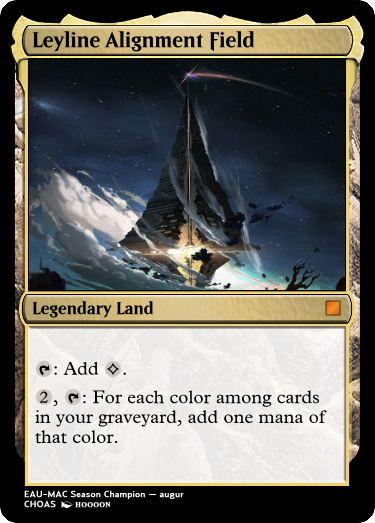 Leyline Alignment Field
Legendary Land
: Add .
2, : For each color among cards
in your graveyard, add one mana of
that color.
EAU-MAC Season Champion — augur
CHOAS HOOOON